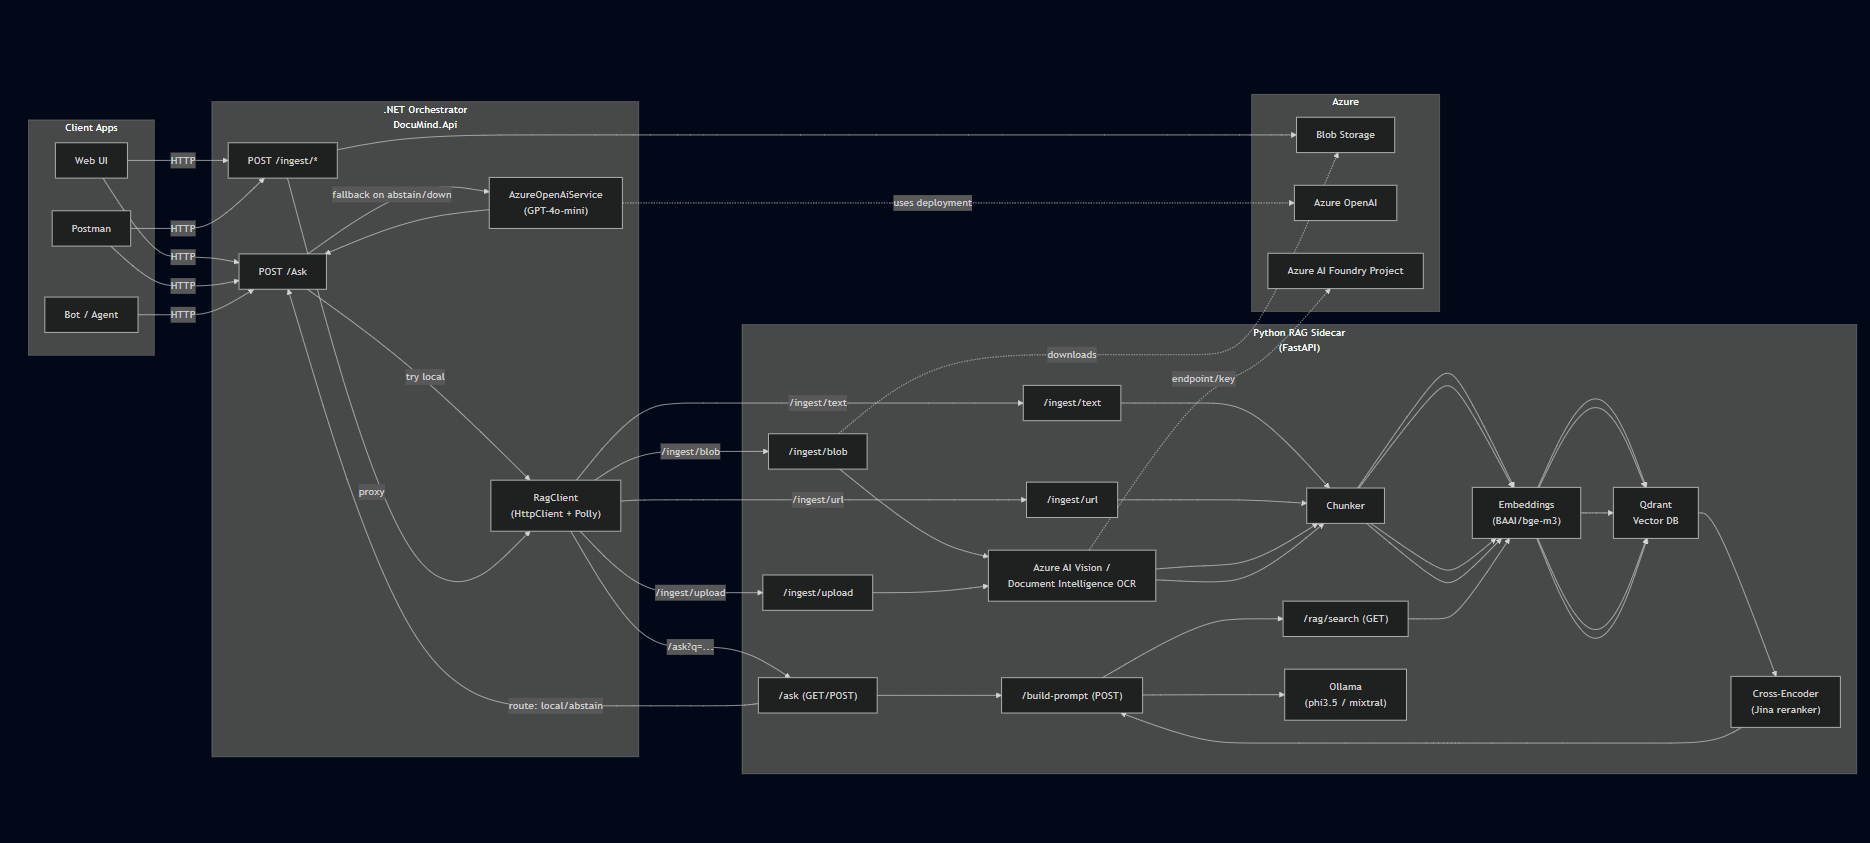 Client Apps
Web UI
Postman
Bot / Agent
HTTP
HTTP
HTTP
HTTP
HTTP
.NET Orchestrator
DocuMind.Api
POST /ingest/*
fallback on abstain/down
AzureOpenAiService
(GPT-4o-mini)
POST /Ask
try local
proxy
RagClient
(HttpClient + Polly)
route: local/abstain
uses deployment
Azure
Blob Storage
Azure OpenAI
Azure AI Foundry Project
Python RAG Sidecar
(FastAPI)
downloads
endpoint/key
/ingest/text
/ingest/text
/ingest/blob
/ingest/blob
/ingest/url
/ingest/url
Chunker
Embeddings
(BAAI/bge-m3)
Qdrant
Vector DB
Azure AI Vision /
Document Intelligence OCR
/ingest/upload
/ingest/upload
/rag/search (GET)
/ask?q=...
/ask (GET/POST)
/build-prompt (POST)
Ollama
(phi3.5 / mixtral)
Cross-Encoder
(Jina reranker)